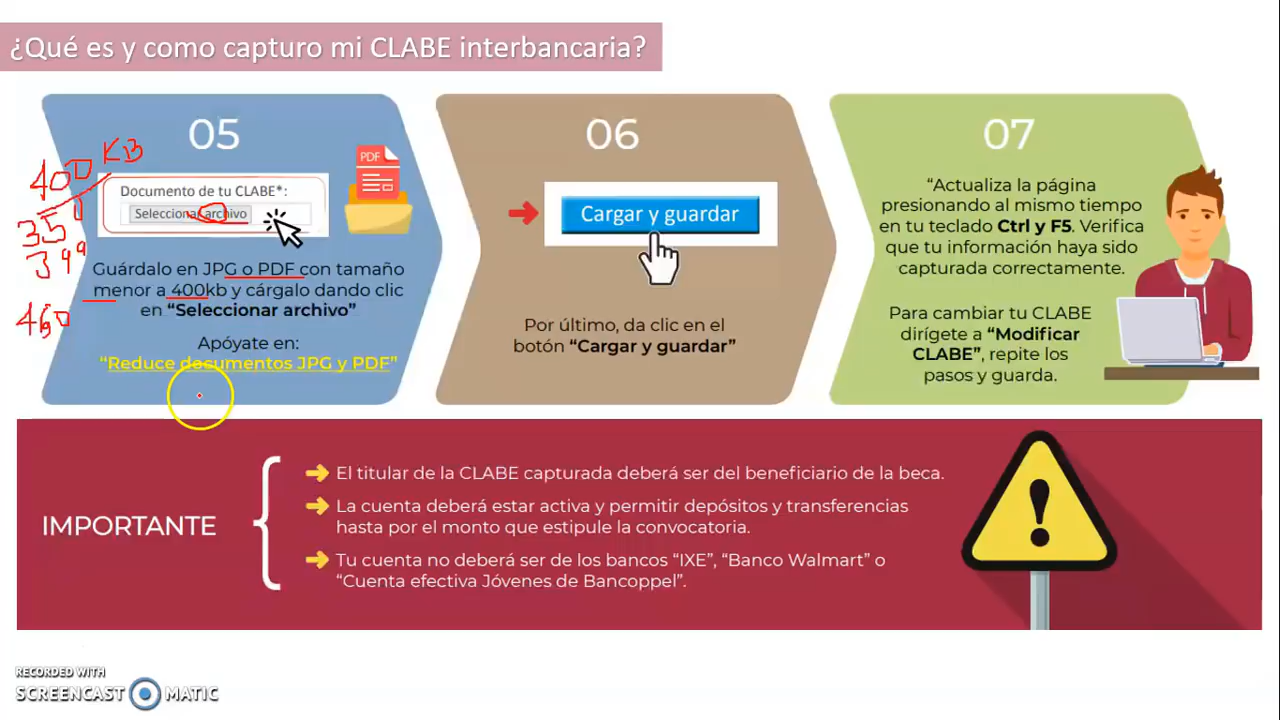 ¿Qué es y como capturo mi CLABE interbancaria?
05
400 KB
351
399
460
Documento de tu CLABE*:
Seleccionar archivo
PDF
Guárdalo en JPG o PDF con tamaño
menor a 400kb y cárgalo dando clic
en “Seleccionar archivo”
Apóyate en:
“Reduce documentos JPG y PDF”
06
Cargar y guardar
Por último, da clic en el
botón “Cargar y guardar”
07
“Actualiza la página
presionando al mismo tiempo
en tu teclado Ctrl y F5. Verifica
que tu información haya sido
capturada correctamente.
Para cambiar tu CLABE
dirígete a “Modificar
CLABE”, repite los
pasos y guarda.
IMPORTANTE
El titular de la CLABE capturada deberá ser del beneficiario de la beca.
La cuenta deberá estar activa y permitir depósitos y transferencias
hasta por el monto que estipule la convocatoria.
Tu cuenta no deberá ser de los bancos “IXE”, “Banco Walmart” o
“Cuenta efectiva Jóvenes de Bancoppel”.
RECORDED WITH
SCREENCAST MATIC